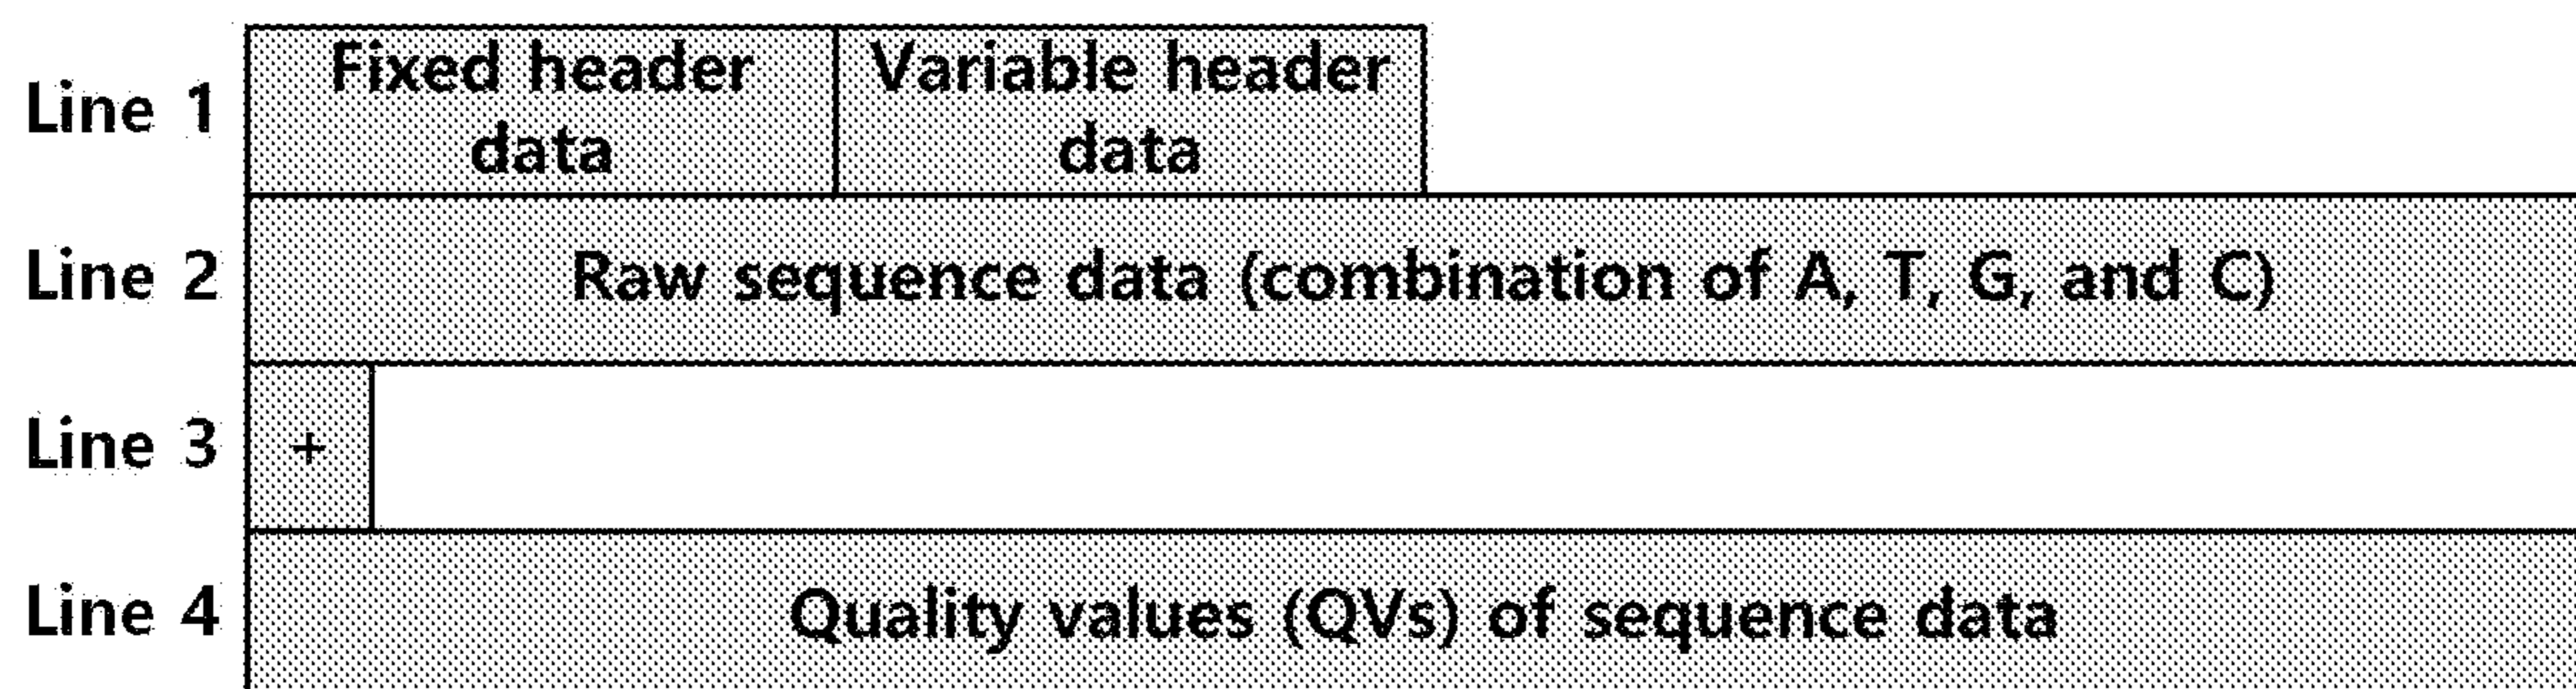 Line 1 Fixed header data Variable header data
Line 2 Raw sequence data (combination of A, T, G, and C)
Line 3 +
Line 4 Quality values (QVs) of sequence data